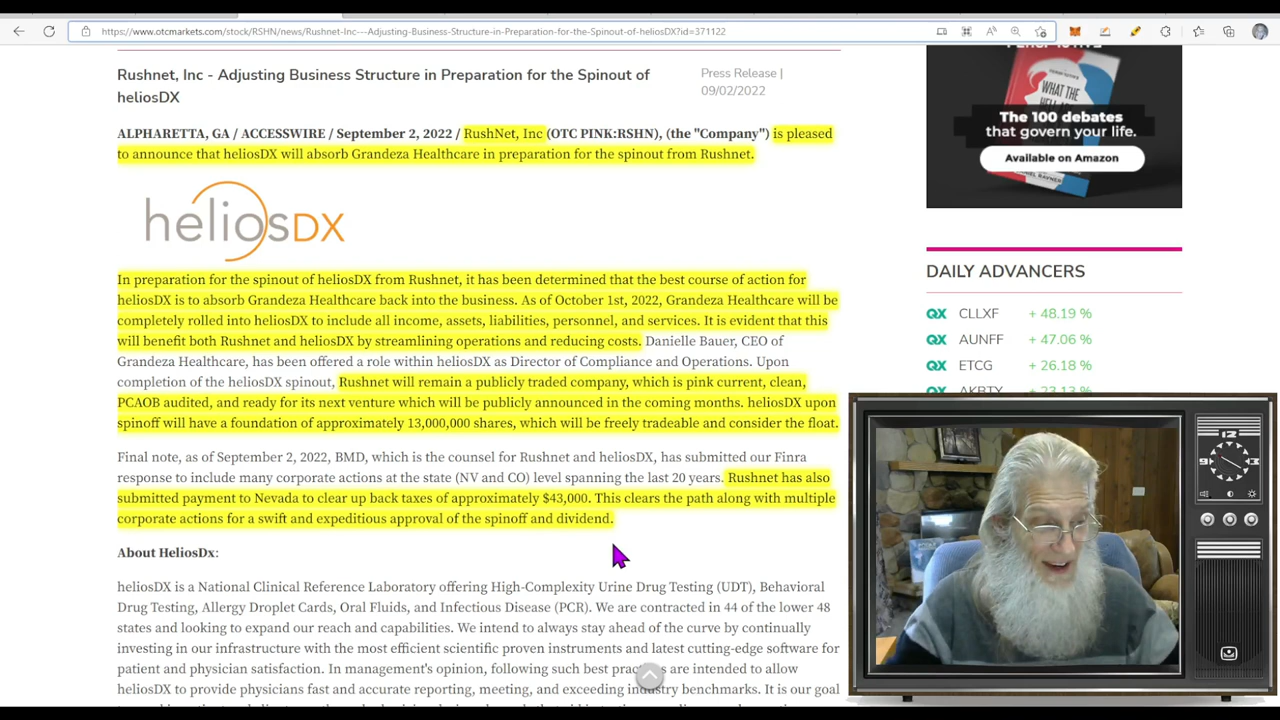 https://www.otcmarkets.com/stock/RSHN/news/Rushnet-Inc---Adjusting-Business-Structure-in-Preparation-for-the-Spinout-of-heliosDX?id=371122
Rushnet, Inc - Adjusting Business Structure in Preparation for the Spinout of
heliosDX
Press Release |
09/02/2022
ALPHARETTA, GA / ACCESSWIRE / September 2, 2022 / RushNet, Inc (OTC PINK:RSHN), (the "Company") is pleased
to announce that heliosDX will absorb Grandeza Healthcare in preparation for the spinout from Rushnet.
heliosDX
In preparation for the spinout of heliosDX from Rushnet, it has been determined that the best course of action for
heliosDX is to absorb Grandeza Healthcare back into the business. As of October 1st, 2022, Grandeza Healthcare will be
completely rolled into heliosDX to include all income, assets, liabilities, personnel, and services. It is evident that this
will benefit both Rushnet and heliosDX by streamlining operations and reducing costs. Danielle Bauer, CEO of
Grandeza Healthcare, has been offered a role within heliosDX as Director of Compliance and Operations. Upon
completion of the heliosDX spinout, Rushnet will remain a publicly traded company, which is pink current, clean,
PCAOB audited, and ready for its next venture which will be publicly announced in the coming months. heliosDX upon
spinoff will have a foundation of approximately 13,000,000 shares, which will be freely tradeable and consider the float.
Final note, as of September 2, 2022, BMD, which is the counsel for Rushnet and heliosDX, has submitted our Finra
response to include many corporate actions at the state (NV and CO) level spanning the last 20 years. Rushnet has also
submitted payment to Nevada to clear up back taxes of approximately $43,000. This clears the path along with multiple
corporate actions for a swift and expeditious approval of the spinoff and dividend.
About HeliosDx:
heliosDX is a National Clinical Reference Laboratory offering High-Complexity Urine Drug Testing (UDT), Behavioral
Drug Testing, Allergy Droplet Cards, Oral Fluids, and Infectious Disease (PCR). We are contracted in 44 of the lower 48
states and looking to expand our reach and capabilities. We intend to always stay ahead of the curve by continually
investing in our infrastructure with the most efficient scientific proven instruments and latest cutting-edge software for
patient and physician satisfaction. In management's opinion, following such best are intended to allow
heliosDX to provide physicians fast and accurate reporting, meeting, and exceeding industry benchmarks. It is our goal
WHAT THE
The 100 debates
that govern your life.
Available on Amazon
DAILY ADVANCERS
QX CLLXF + 48.19 %
QX AUNFF + 47.06 %
QX ETCG + 26.18 %
QX AKBTY + 23.13 %
12